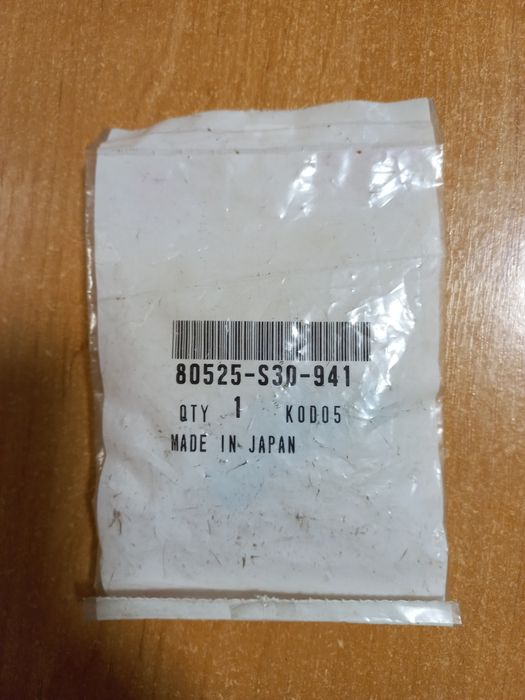 80525-S30-941
QTY 1 K0D05
MADE IN JAPAN